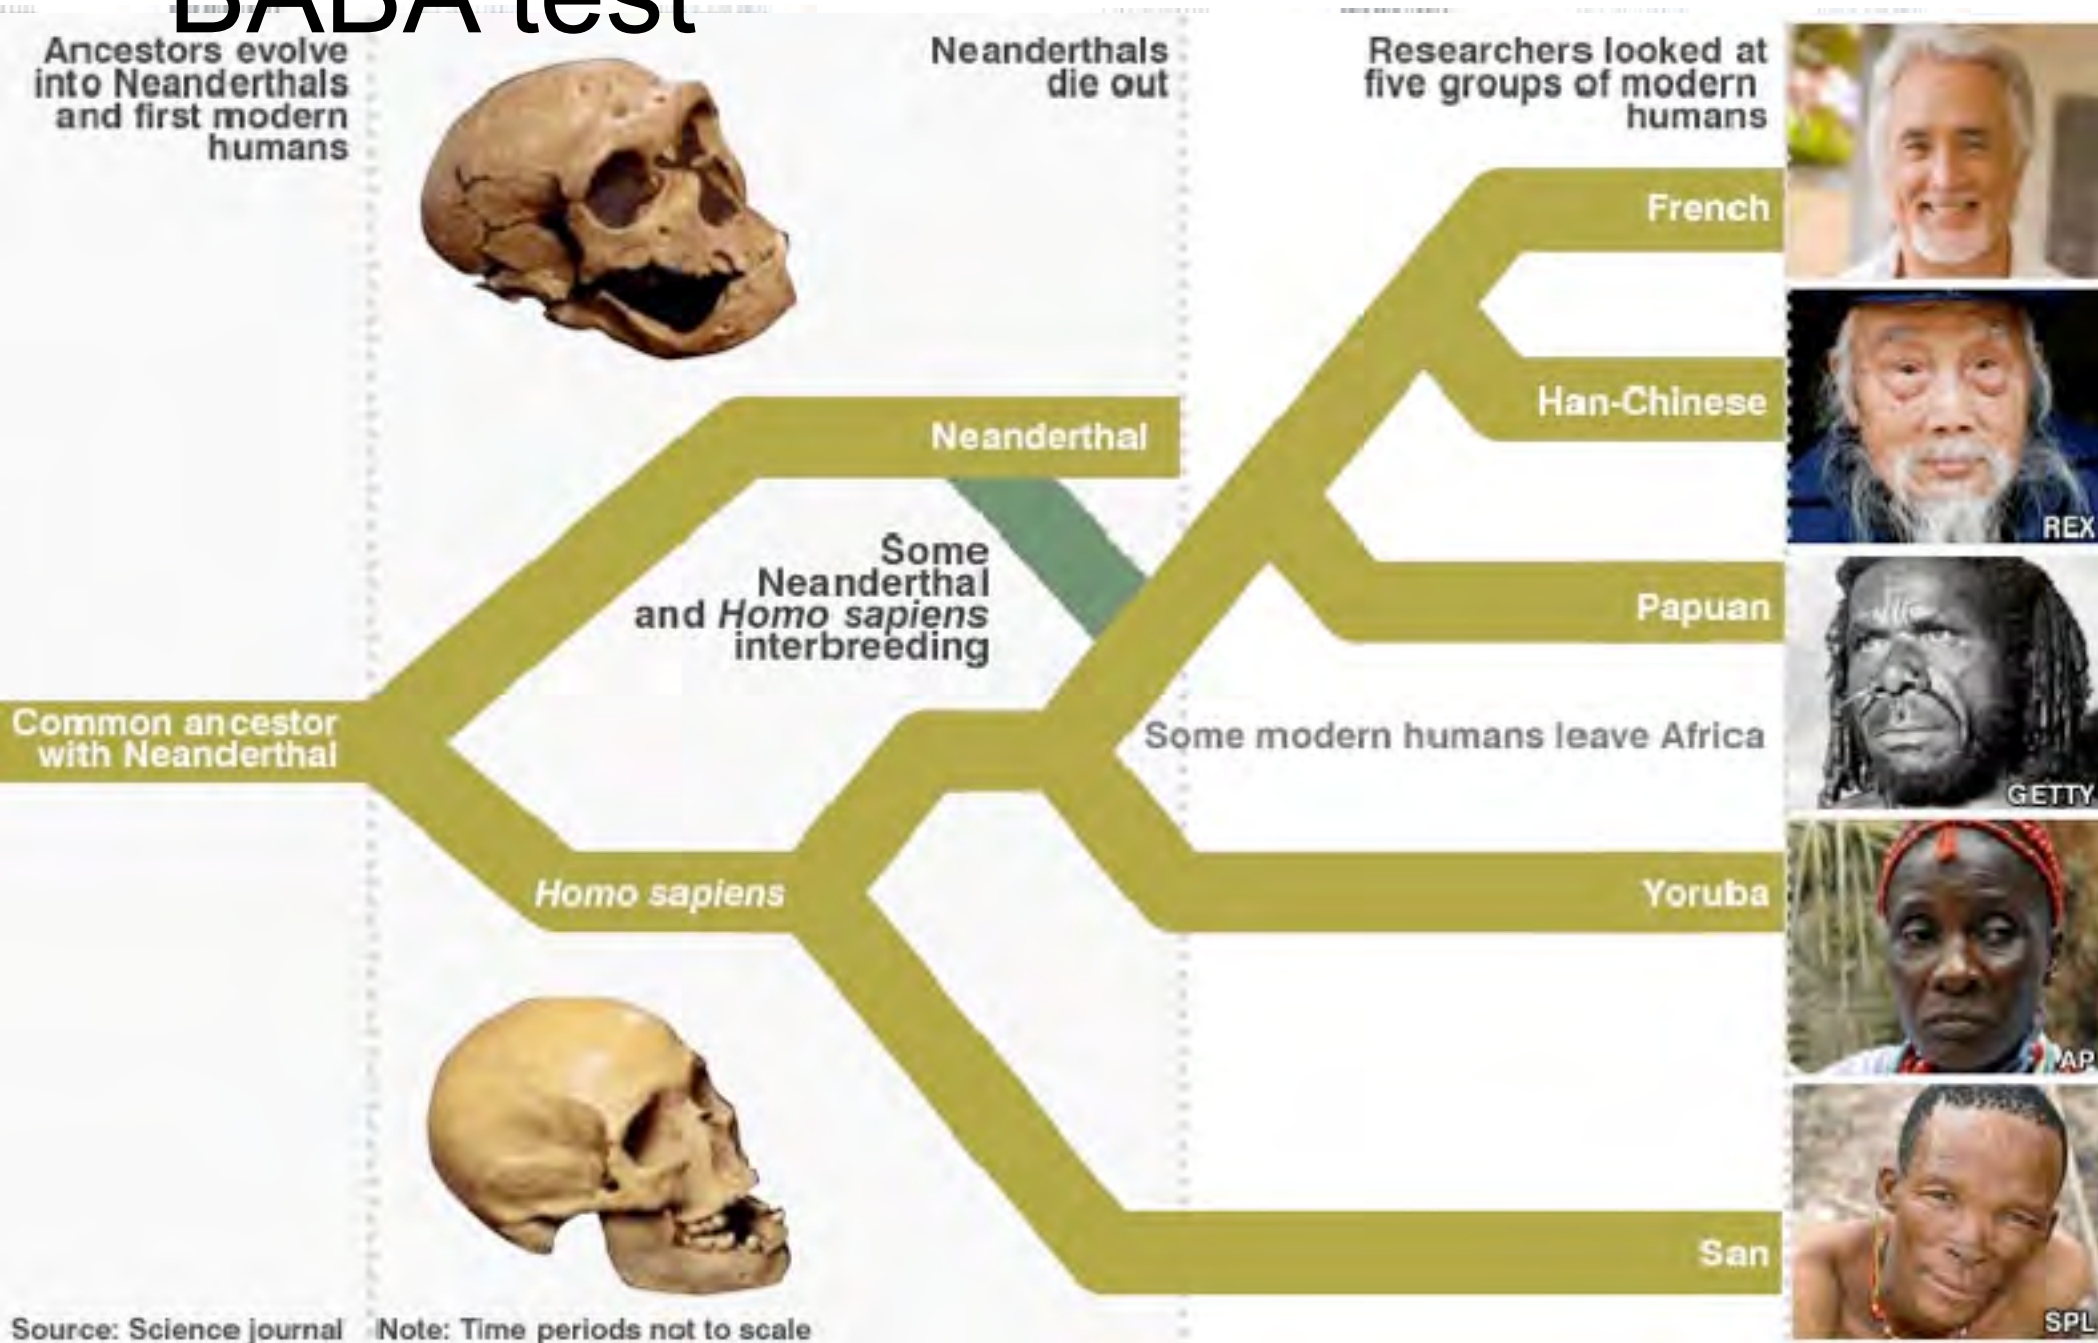 BABA test
Ancestors evolve
into Neanderthals
and first modern
humans
Neanderthals
die out
Researchers looked at
five groups of modern
humans
French
Han-Chinese
REX
Neanderthal
Some
Neanderthal
and Homo sapiens
interbreeding
Papuan
Common ancestor
with Neanderthal
Some modern humans leave Africa
GETTY
Homo sapiens
Yoruba
AP
San
SPL
Source: Science journal
Note: Time periods not to scale